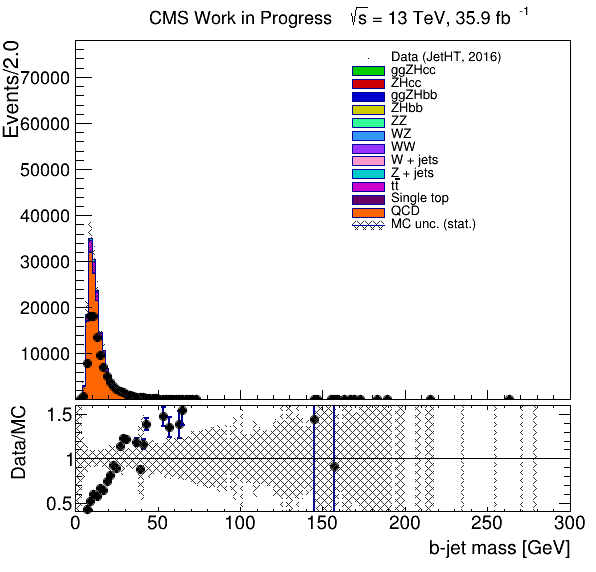 CMS Work in Progress √s = 13 TeV, 35.9 fb⁻¹
Events/2.0
70000
60000
50000
40000
30000
20000
10000
Data (JetHT, 2016)
ggZHcc
ZHcc
ggZHbb
ZHbb
ZZ
WZ
WW
W + jets
Z + jets
tt̅
Single top
QCD
MC unc. (stat.)
Data/MC
1.5
1
0.5
0 50 100 150 200 250 300
b-jet mass [GeV]